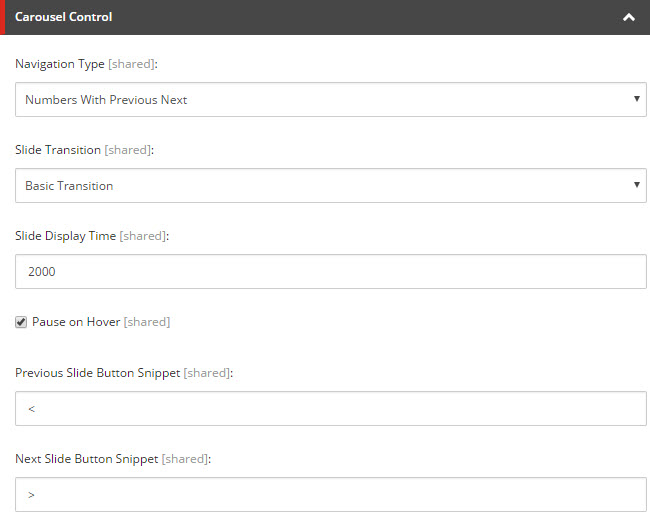 Carousel Control
Navigation Type [shared]:
Numbers With Previous Next
Slide Transition [shared]:
Basic Transition
Slide Display Time [shared]:
2000
Pause on Hover [shared]
Previous Slide Button Snippet [shared]:
<
Next Slide Button Snippet [shared]:
>